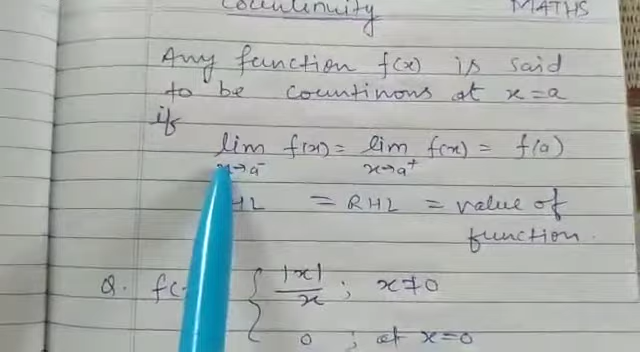 Countinuity MATHS
Any function f(x) is said
to be countinous at x=a
if
lim f(x) = lim f(x) = f(a)
x→a⁻ x→a⁺
= RHL = value of
function.
Q. f( { |x|/x ; x≠0
0 ; at x=0